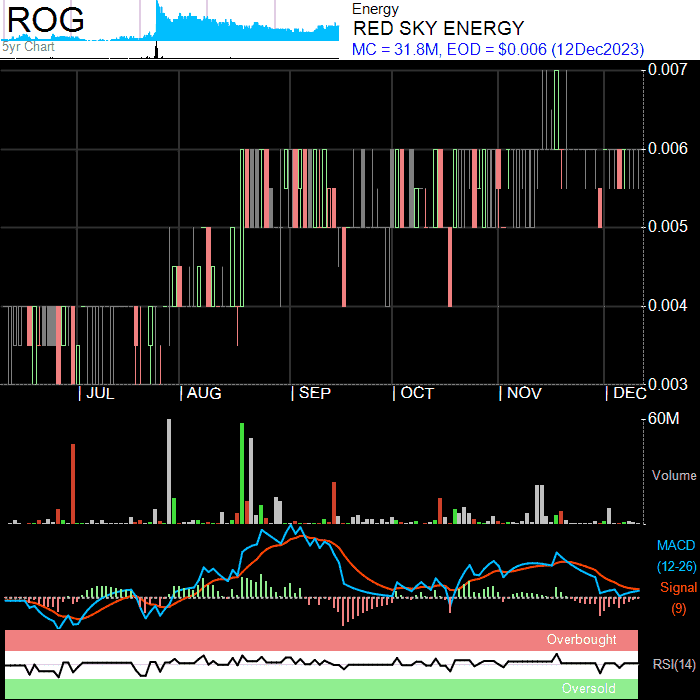 ROG
5yr Chart
Energy
RED SKY ENERGY
MC = 31.8M, EOD = $0.006 (12Dec2023)
0.007
0.006
0.005
0.004
0.003
| JUL | AUG | SEP | OCT | NOV | DEC
60M
Volume
MACD
(12-26)
Signal
(9)
Overbought
RSI(14)
Oversold